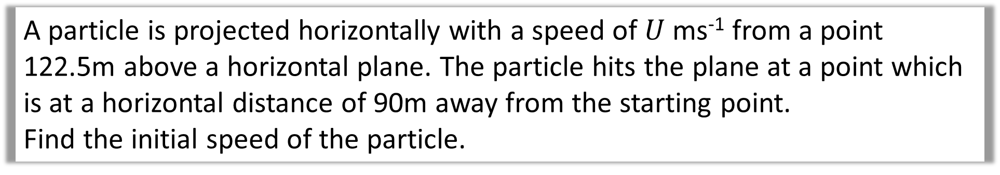 A particle is projected horizontally with a speed of U ms⁻¹ from a point
122.5m above a horizontal plane. The particle hits the plane at a point which
is at a horizontal distance of 90m away from the starting point.
Find the initial speed of the particle.